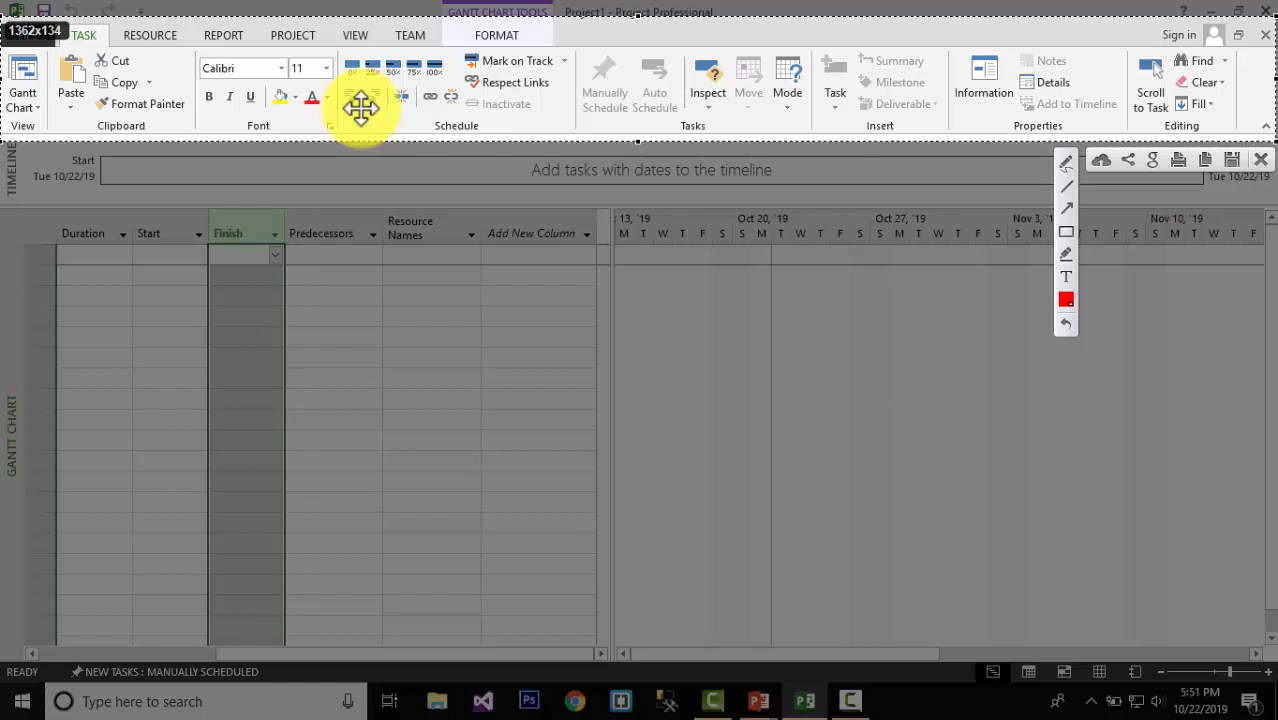 GANTT CHART TOOLS
Project1 - Project Professional
1362x134
TASK RESOURCE REPORT PROJECT VIEW TEAM FORMAT Sign in
Gantt Chart
Paste
Cut
Copy
Format Painter
Calibri 11
B I U A
0% 25% 50% 75% 100%
Mark on Track
Respect Links
Inactivate
Manually Schedule
Auto Schedule
Inspect
Move
Mode
Task
Summary
Milestone
Deliverable
Information
Notes
Details
Add to Timeline
Scroll to Task
Find
Clear
Fill
View Clipboard Font Schedule Tasks Insert Properties Editing
TIMELINE
Start
Tue 10/22/19
Add tasks with dates to the timeline
Tue 10/22/19
T
Duration Start Finish Predecessors Resource Names Add New Column
13, '19 Oct 20, '19 Oct 27, '19 Nov 3, '1 Nov 10, '19
M T W T F S S M T W T F S S M T W T F S S M T W T F S S M T W T F
GANTT CHART
READY NEW TASKS : MANUALLY SCHEDULED
Type here to search
5:51 PM
10/22/2019